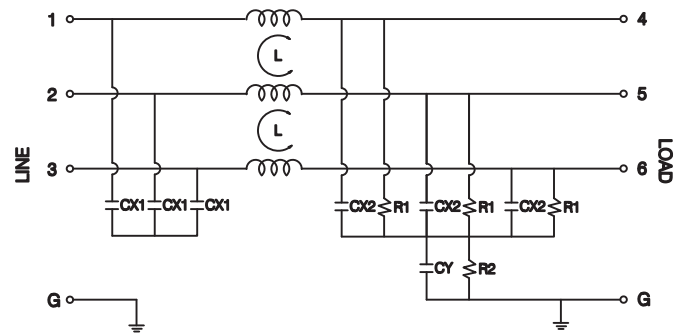 1 4
L
2 5
L
3 6
LINE
LOAD
CX1 CX1 CX1 CX2 R1 CX2 R1 CX2 R1
CY R2
G G